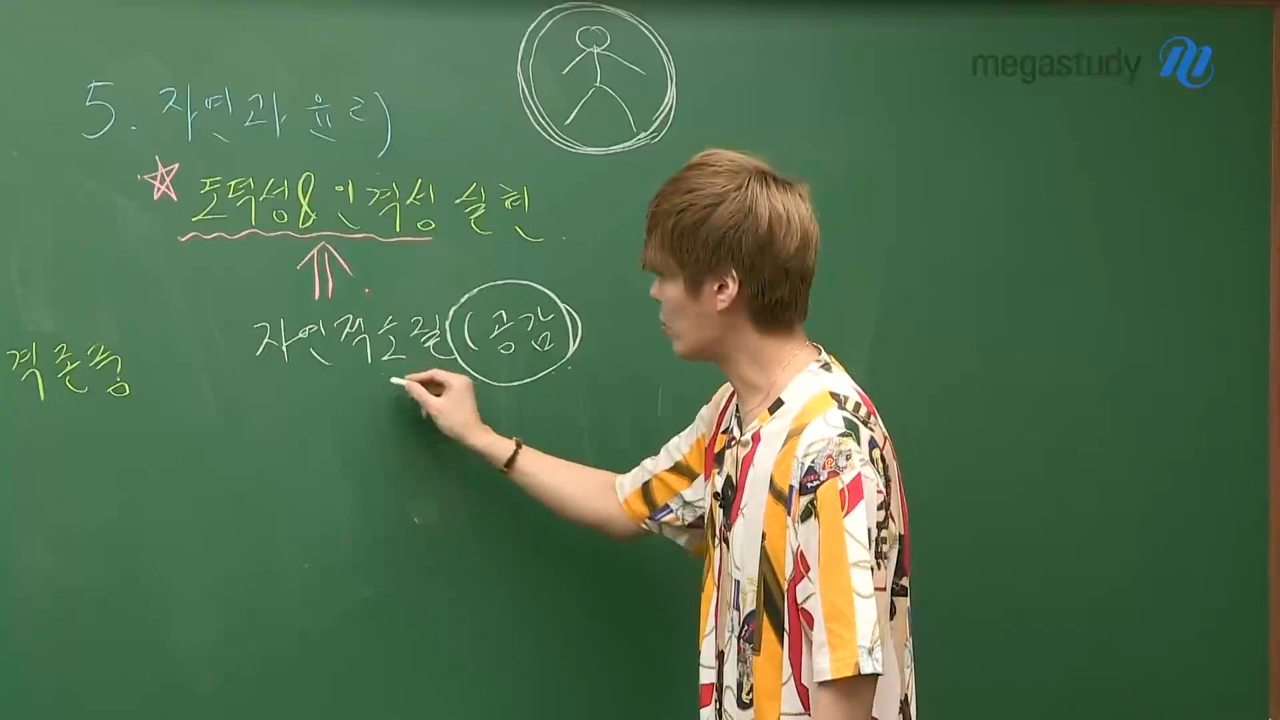 megastudy
5. 자연과 윤리
도덕성 & 인격성 실현
자연적소질 (공감
격존중